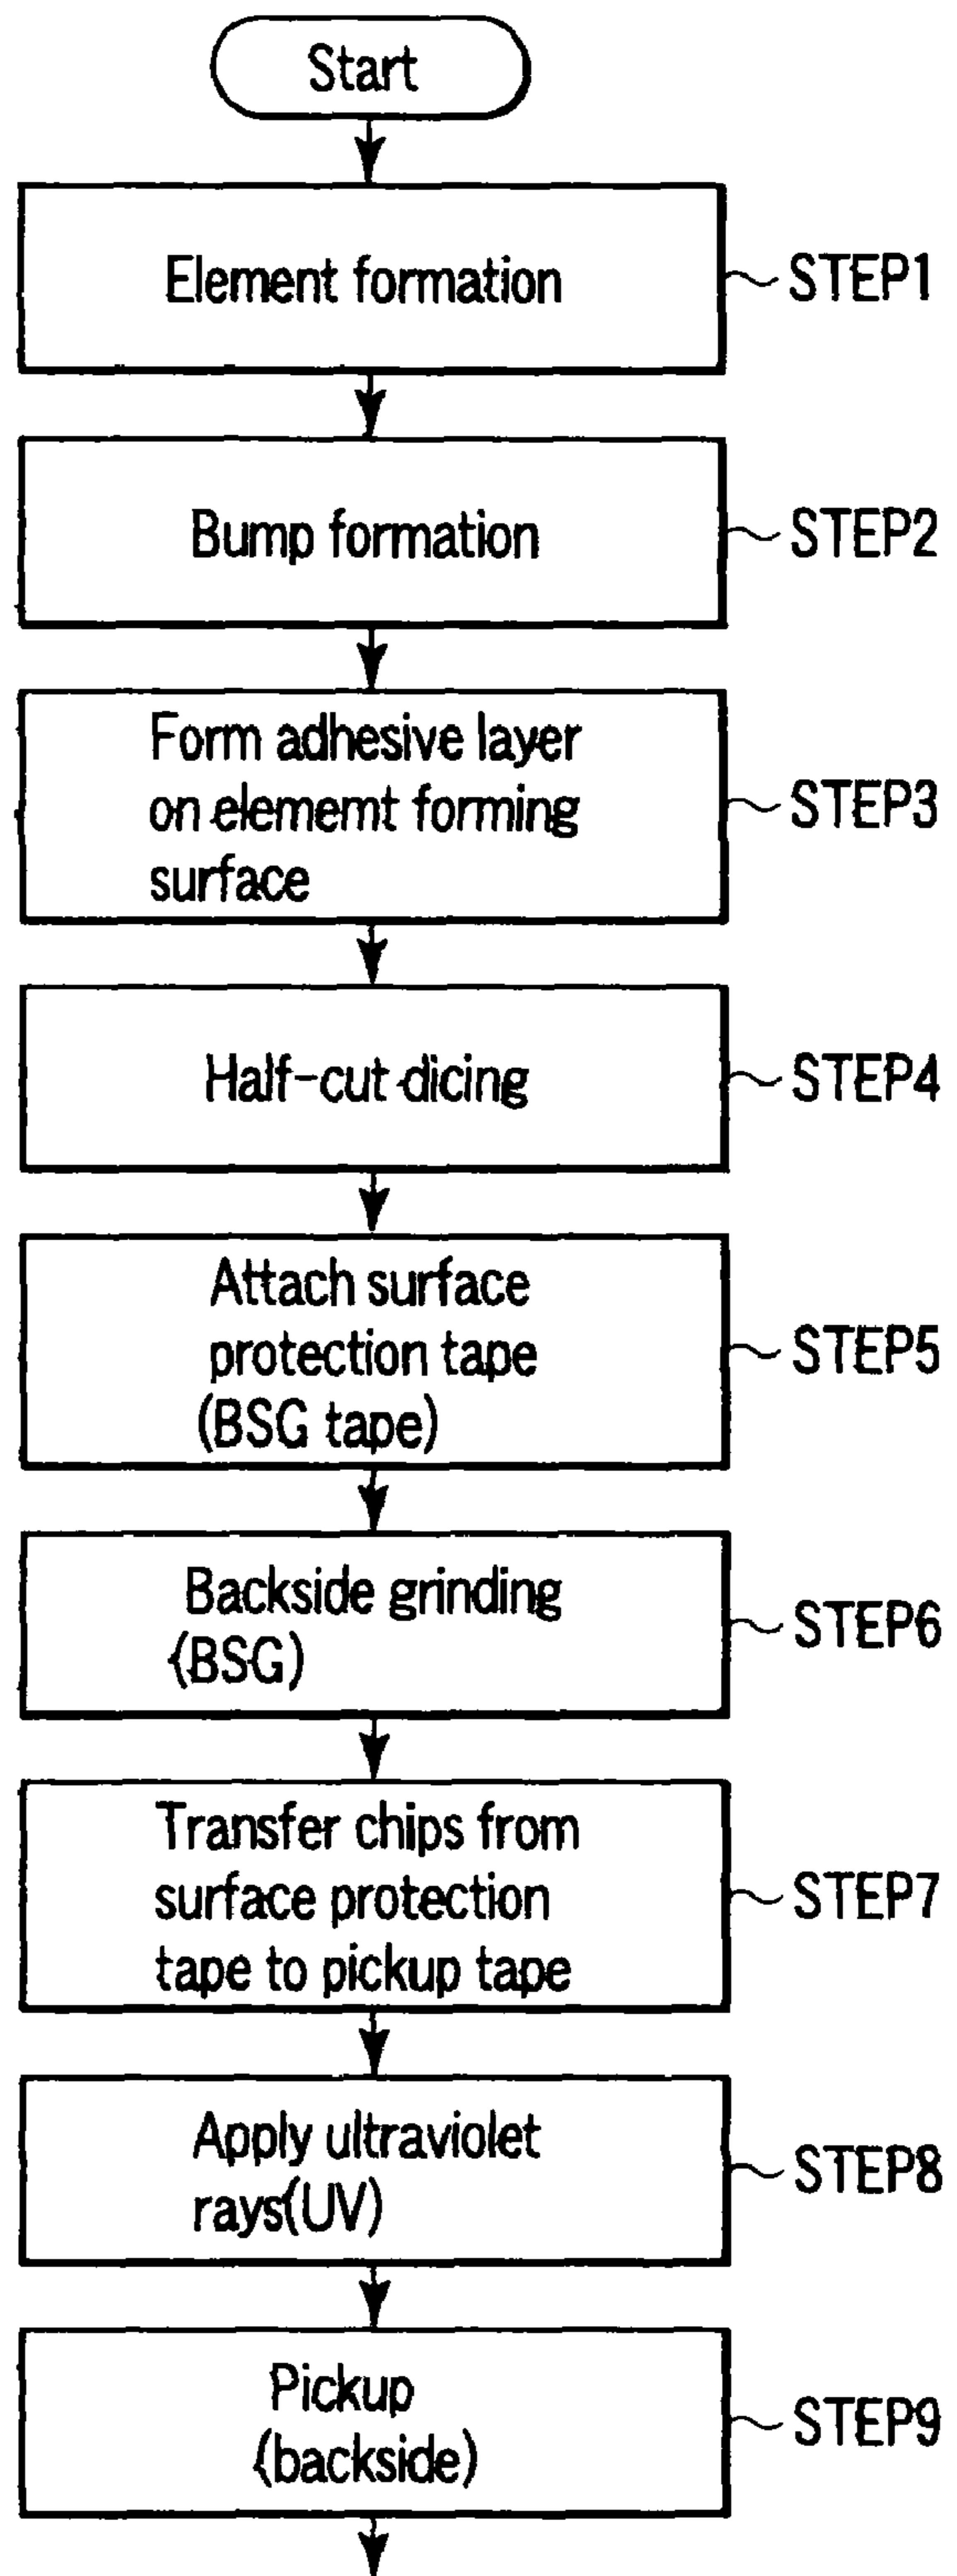 Start
Element formation
STEP1
Bump formation
STEP2
Form adhesive layer
on elememt forming
surface
STEP3
Half-cut dicing
STEP4
Attach surface
protection tape
(BSG tape)
STEP5
Backside grinding
(BSG)
STEP6
Transfer chips from
surface protection
tape to pickup tape
STEP7
Apply ultraviolet
rays(UV)
STEP8
Pickup
(backside)
STEP9